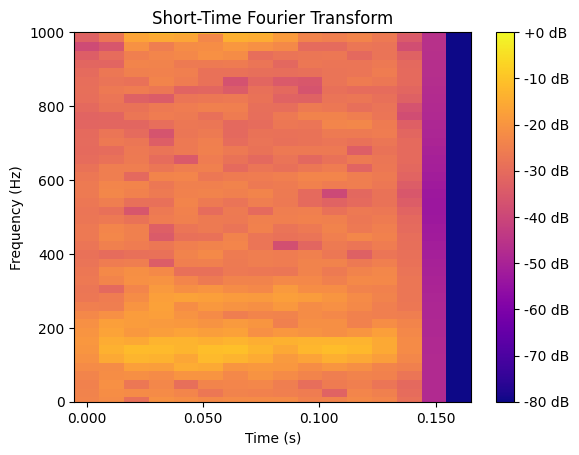 Short-Time Fourier Transform
1000
800
600
400
200
0
Frequency (Hz)
0.000
0.050
0.100
0.150
Time (s)
+0 dB
-10 dB
-20 dB
-30 dB
-40 dB
-50 dB
-60 dB
-70 dB
-80 dB